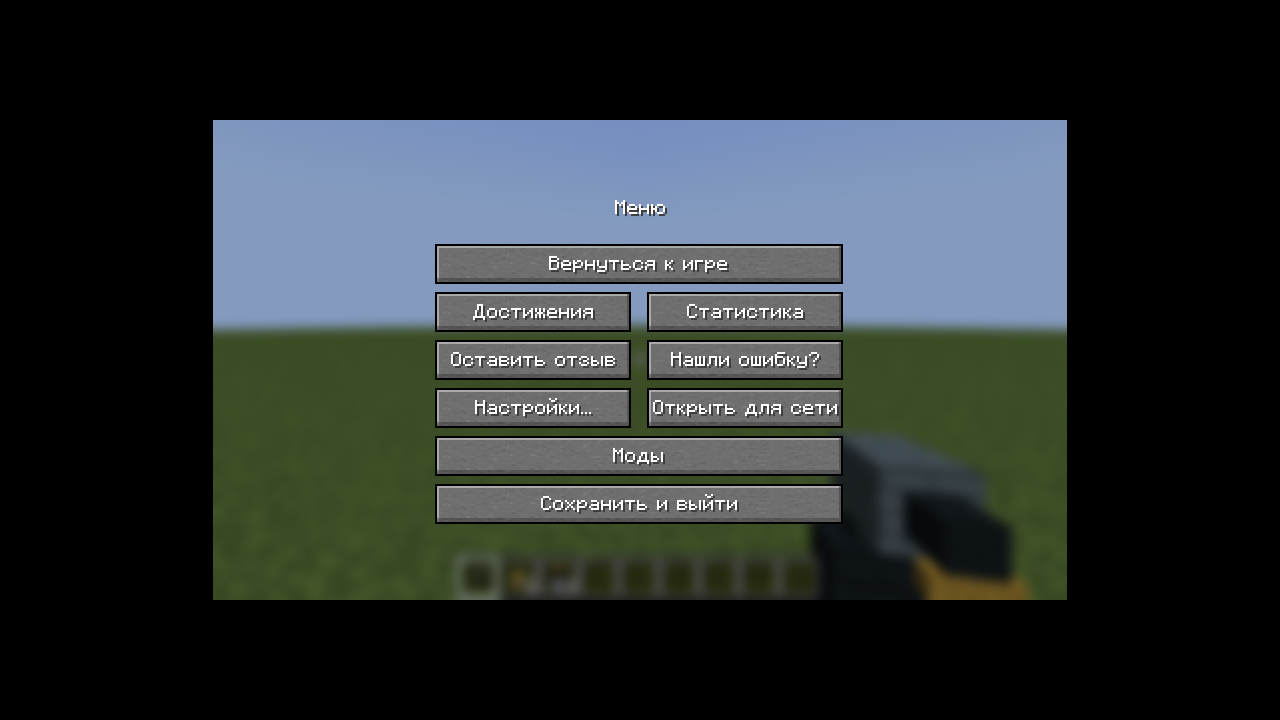 Меню
Вернуться к игре
Достижения
Статистика
Оставить отзыв
Нашли ошибку?
Настройки...
Открыть для сети
Моды
Сохранить и выйти